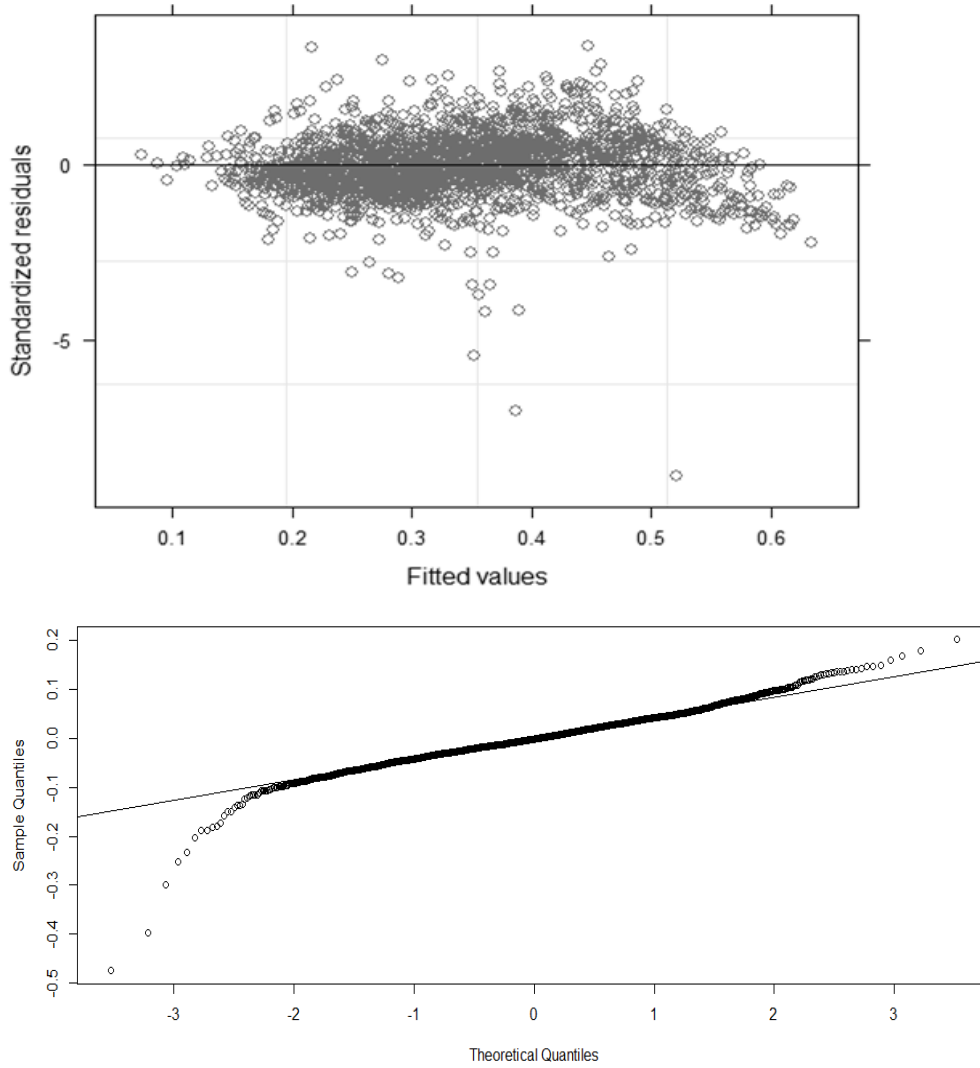 Standardized residuals
0
-5
0.1 0.2 0.3 0.4 0.5 0.6
Fitted values
Sample Quantiles
0.2
0.1
0.0
-0.1
-0.2
-0.3
-0.4
-0.5
-3 -2 -1 0 1 2 3
Theoretical Quantiles